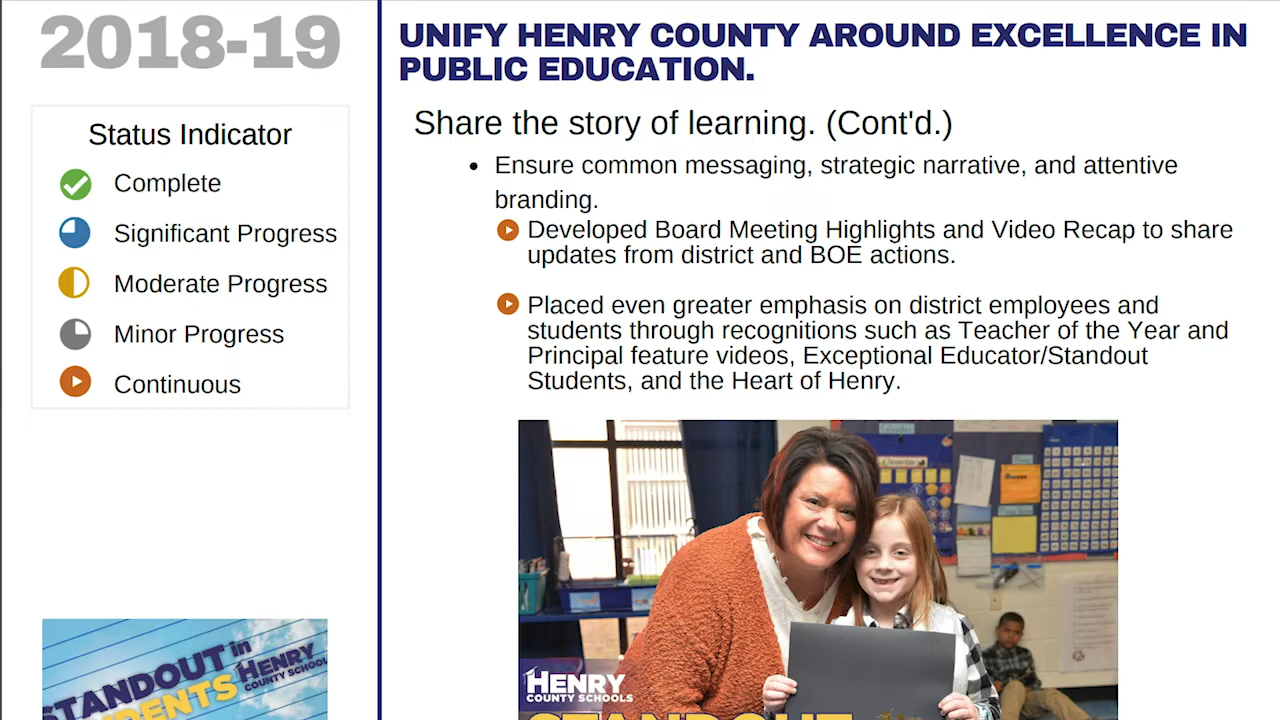 2018-19
Status Indicator
Complete
Significant Progress
Moderate Progress
Minor Progress
Continuous
UNIFY HENRY COUNTY AROUND EXCELLENCE IN
PUBLIC EDUCATION.
Share the story of learning. (Cont'd.)
• Ensure common messaging, strategic narrative, and attentive
branding.
Developed Board Meeting Highlights and Video Recap to share
updates from district and BOE actions.
Placed even greater emphasis on district employees and
students through recognitions such as Teacher of the Year and
Principal feature videos, Exceptional Educator/Standout
Students, and the Heart of Henry.
STANDOUT in
HENRY
COUNTY SCHOOLS
HENRY
COUNTY SCHOOLS
STANDOUT